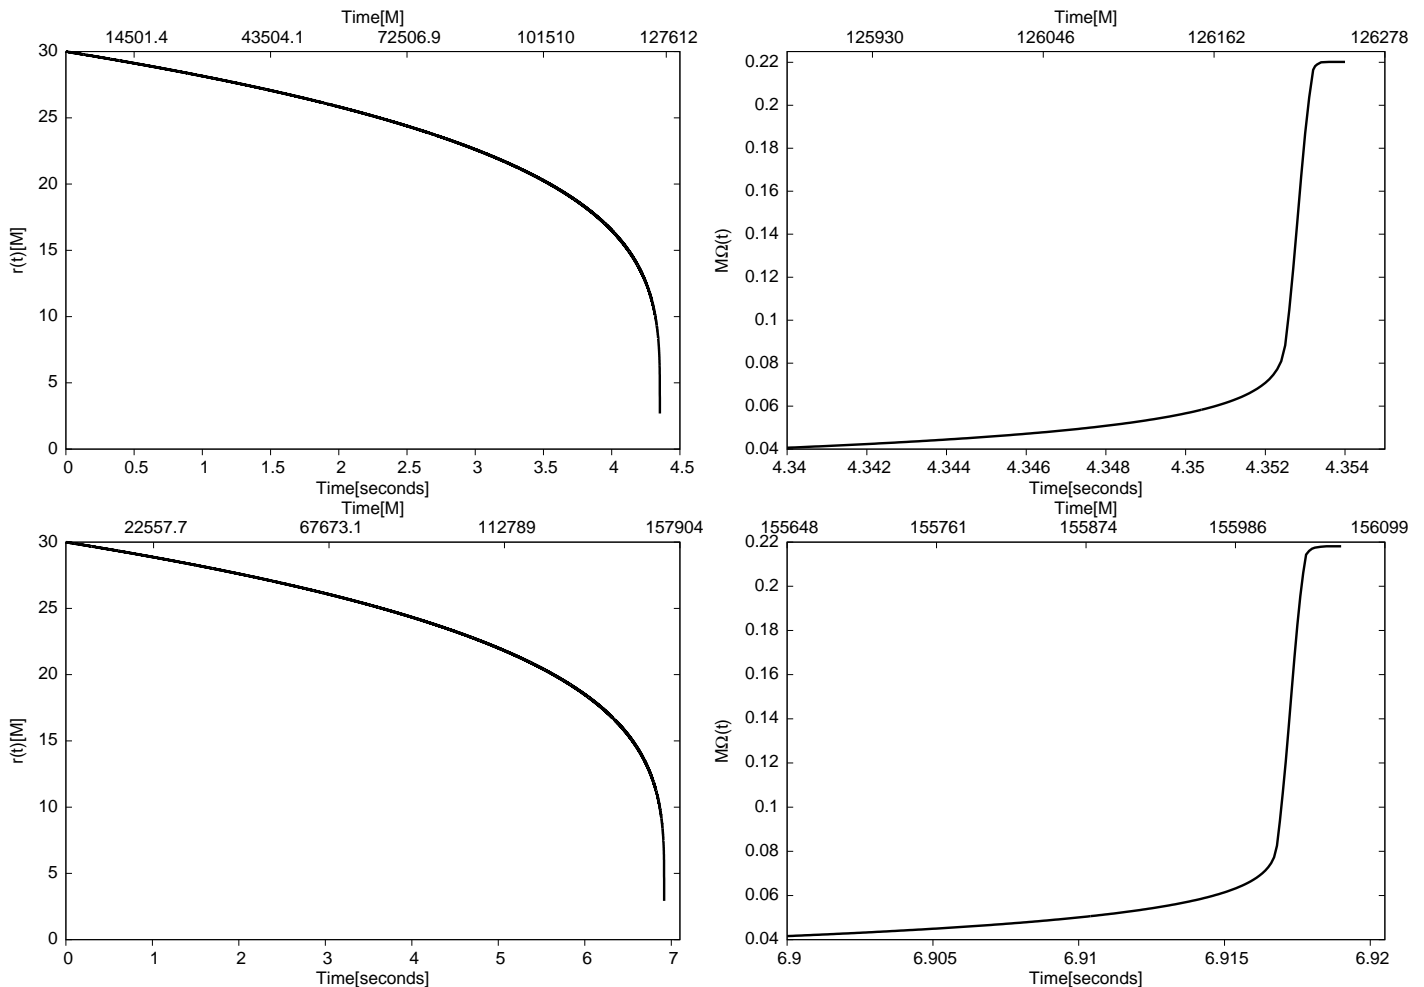 Time[M]
14501.4 43504.1 72506.9 101510 127612
30
25
20
15
10
5
0
r(t)[M]
0 0.5 1 1.5 2 2.5 3 3.5 4 4.5
Time[seconds]
Time[M]
125930 126046 126162 126278
0.22
0.2
0.18
0.16
0.14
0.12
0.1
0.08
0.06
0.04
MΩ(t)
4.34 4.342 4.344 4.346 4.348 4.35 4.352 4.354
Time[seconds]
Time[M]
22557.7 67673.1 112789 157904
30
25
20
15
10
5
0
r(t)[M]
0 1 2 3 4 5 6 7
Time[seconds]
Time[M]
155648 155761 155874 155986 156099
0.22
0.2
0.18
0.16
0.14
0.12
0.1
0.08
0.06
0.04
MΩ(t)
6.9 6.905 6.91 6.915 6.92
Time[seconds]